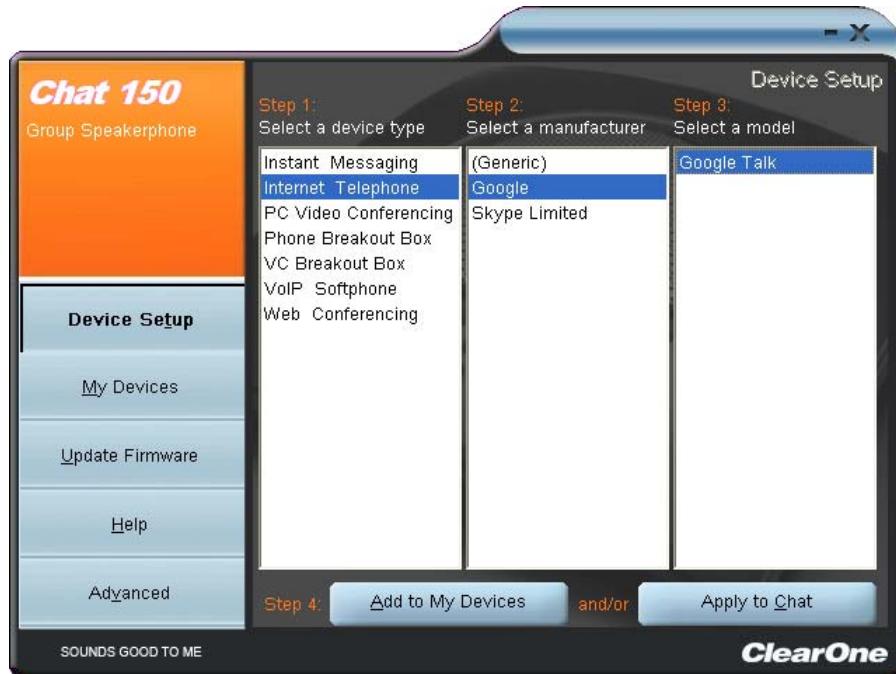 Chat 150
Group Speakerphone
Device Setup
My Devices
Update Firmware
Help
Advanced
SOUNDS GOOD TO ME
Device Setup
Step 1:
Select a device type
Instant Messaging
Internet Telephone
PC Video Conferencing
Phone Breakout Box
VC Breakout Box
VoIP Softphone
Web Conferencing
Step 2:
Select a manufacturer
(Generic)
Google
Skype Limited
Step 3:
Select a model
Google Talk
Step 4: Add to My Devices and/or Apply to Chat
ClearOne